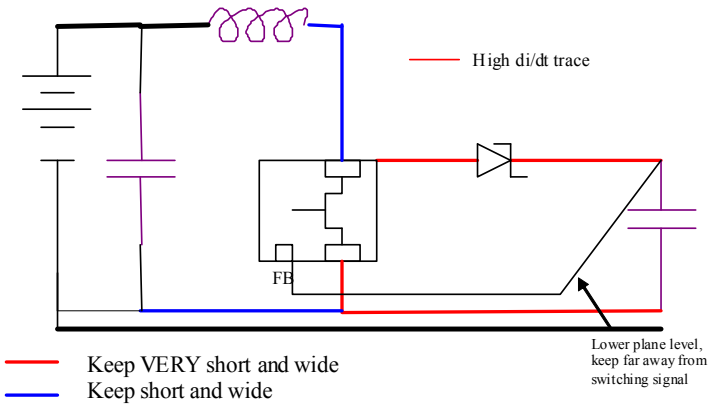 High di/dt trace
FB
Lower plane level,
keep far away from
switching signal
Keep VERY short and wide
Keep short and wide